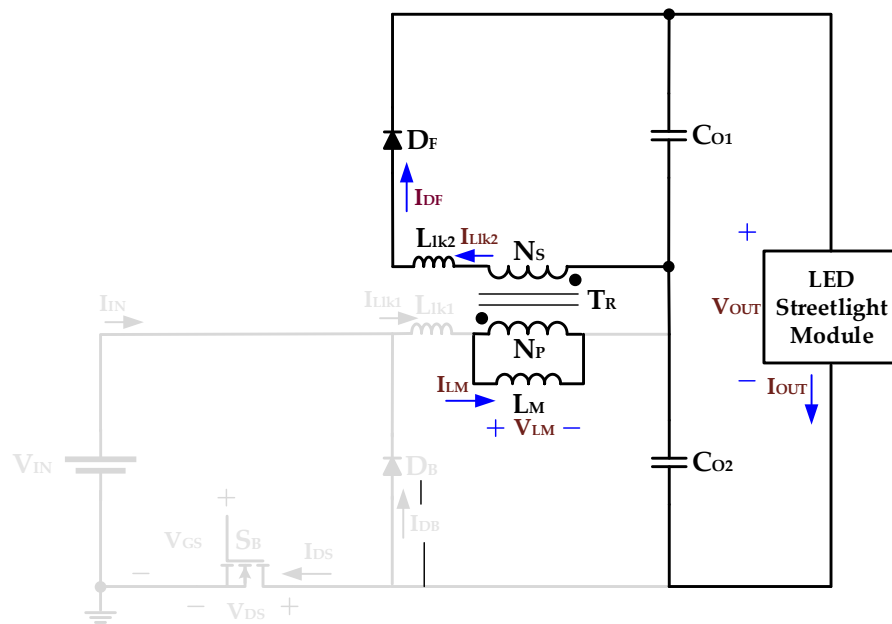 DF
CO1
IDF
Llk2
ILlk2
NS
+
LED
Streetlight
Module
TR
VOUT
IIN
ILlk1
Llk1
NP
ILM
LM
− IOUT
+ VLM −
VIN
DB
CO2
+
IDB
VGS
SB
IDS
−
− VDS +